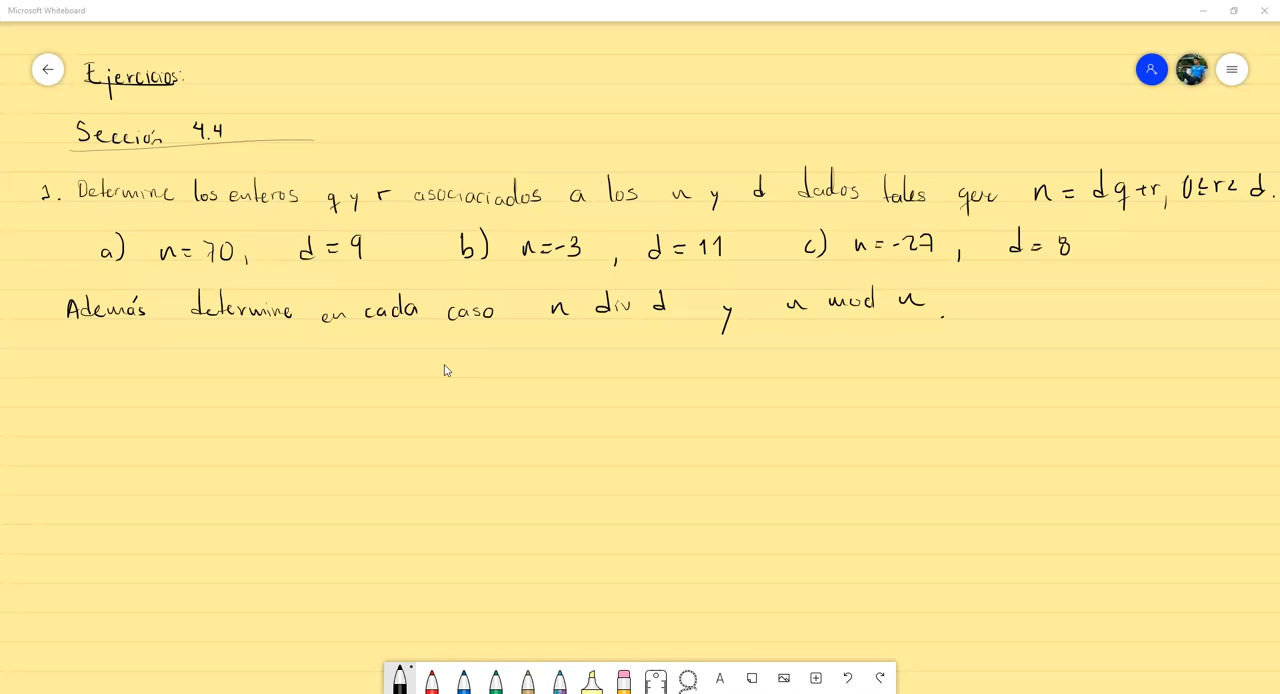 Microsoft Whiteboard
Ejercicios:
Sección 4.4
1. Determine los enteros q y r asociaciados a los n y d dados tales que n = dq+r, 0≤r< d.
a) n = 70, d = 9 b) n=-3, d = 11 c) n = -27, d = 8
Además determine en cada caso n div d y n mod n.